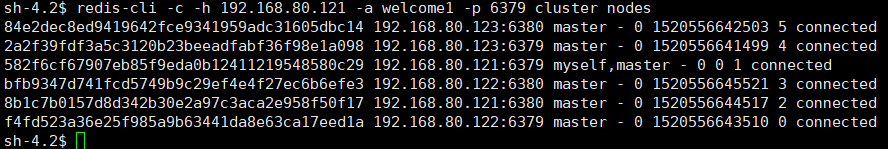 sh-4.2$ redis-cli -c -h 192.168.80.121 -a welcome1 -p 6379 cluster nodes
84e2dec8ed9419642fce9341959adc31605dbc14 192.168.80.123:6380 master - 0 1520556642503 5 connected
2a2f39fdf3a5c3120b23beeadfabf36f98e1a098 192.168.80.123:6379 master - 0 1520556641499 4 connected
582f6cf67907eb85f9eda0b12411219548580c29 192.168.80.121:6379 myself,master - 0 0 1 connected
bfb9347d741fcd5749b9c29ef4e4f27ec6b6efe3 192.168.80.122:6380 master - 0 1520556645521 3 connected
8b1c7b0157d8d342b30e2a97c3aca2e958f50f17 192.168.80.121:6380 master - 0 1520556644517 2 connected
f4fd523a36e25f985a9b63441da8e63ca17eed1a 192.168.80.122:6379 master - 0 1520556643510 0 connected
sh-4.2$